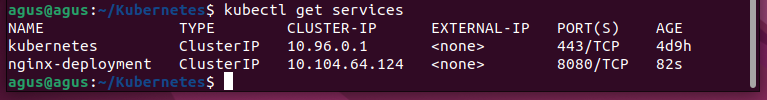 agus@agus:~/Kubernetes$ kubectl get services
NAME TYPE CLUSTER-IP EXTERNAL-IP PORT(S) AGE
kubernetes ClusterIP 10.96.0.1 <none> 443/TCP 4d9h
nginx-deployment ClusterIP 10.104.64.124 <none> 8080/TCP 82s
agus@agus:~/Kubernetes$